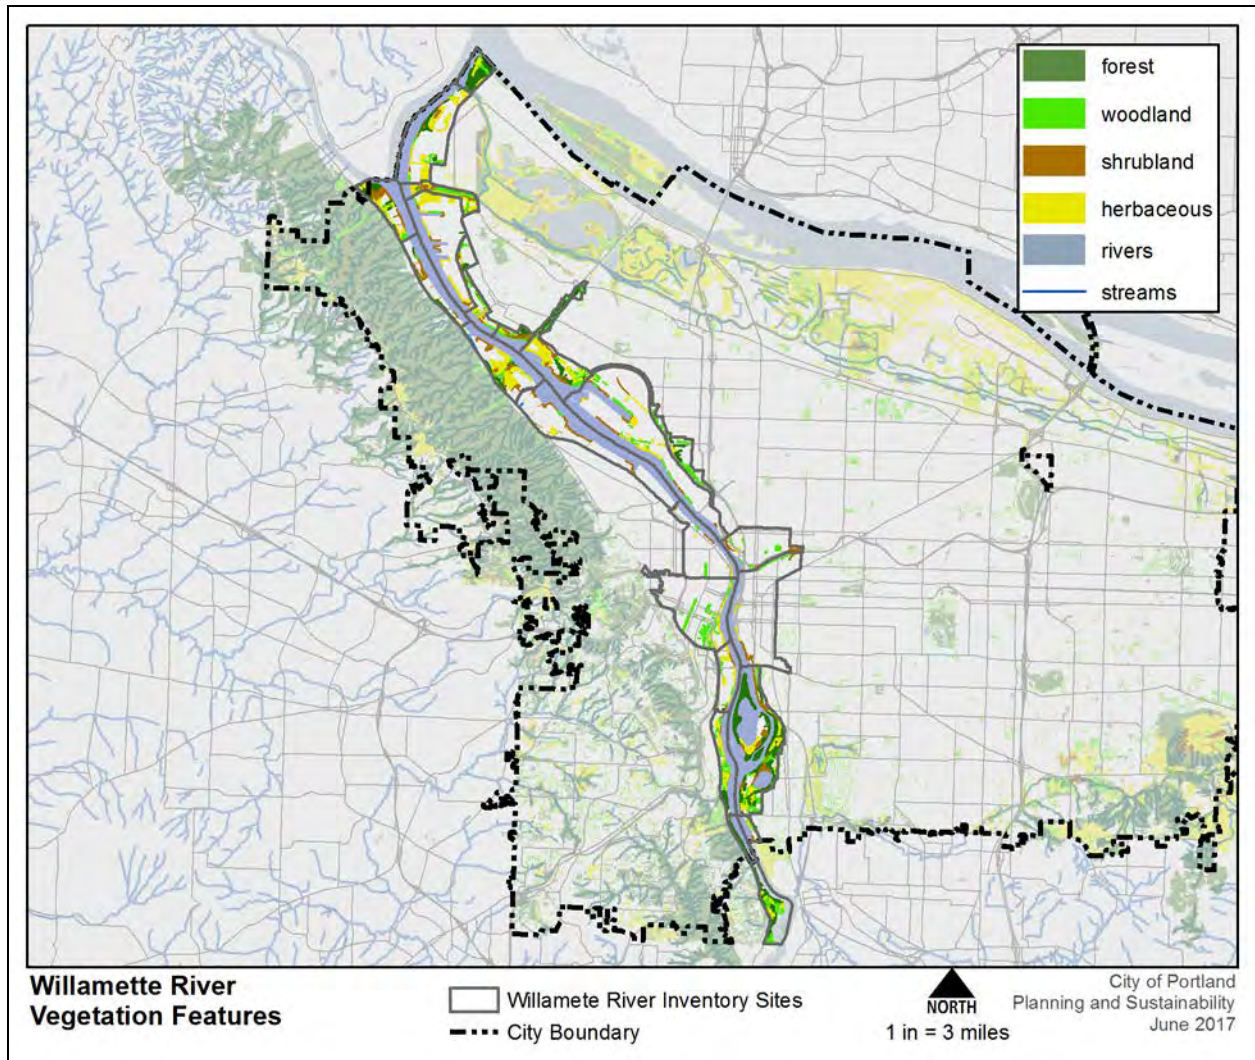 forest
woodland
shrubland
herbaceous
rivers
streams
Willamette River
Vegetation Features
Willamete River Inventory Sites
City Boundary
NORTH
1 in = 3 miles
City of Portland
Planning and Sustainability
June 2017